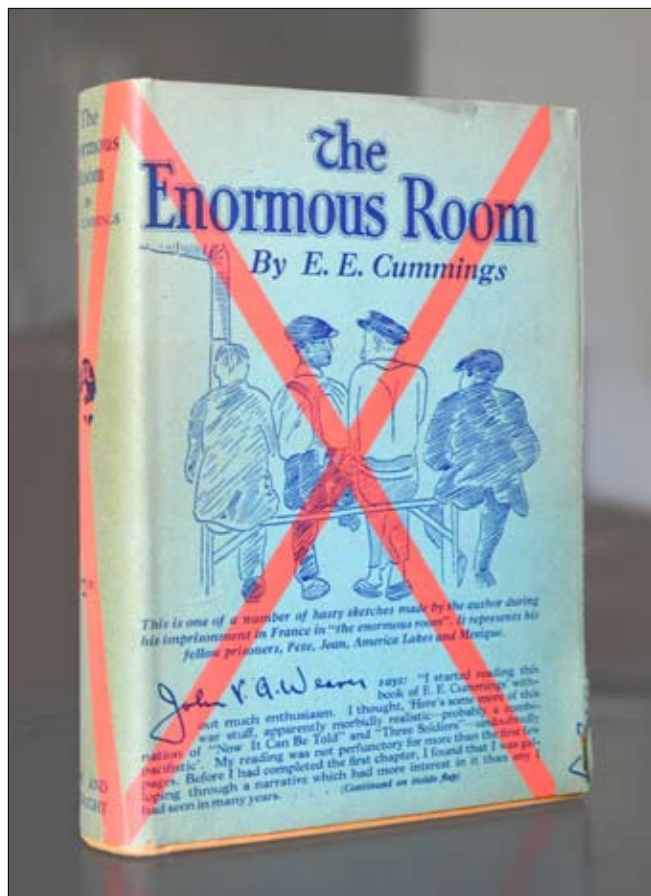 The
Enormous Room
By E. E. Cummings
This is one of a number of hasty sketches made by the author during
his imprisonment in France in "the enormous room". It represents his
fellow prisoners, Pete, Jean, America Lakes and Mexique.
John V. A. Weaver says: "I started reading this
book of E. E. Cummings' with-
out much enthusiasm. I thought, 'Here's some more of this
war stuff, apparently morbidly realistic—probably a combi-
nation of "Now It Can Be Told" and "Three Soldiers"—undoubtedly
pacifistic'. My reading was not perfunctory for more than the first few
pages. Before I had completed the first chapter, I found that I was gal-
loping through a narrative which had more interest in it than any I
had seen in many years. . . . . (Continued on inside flap)
The
AND